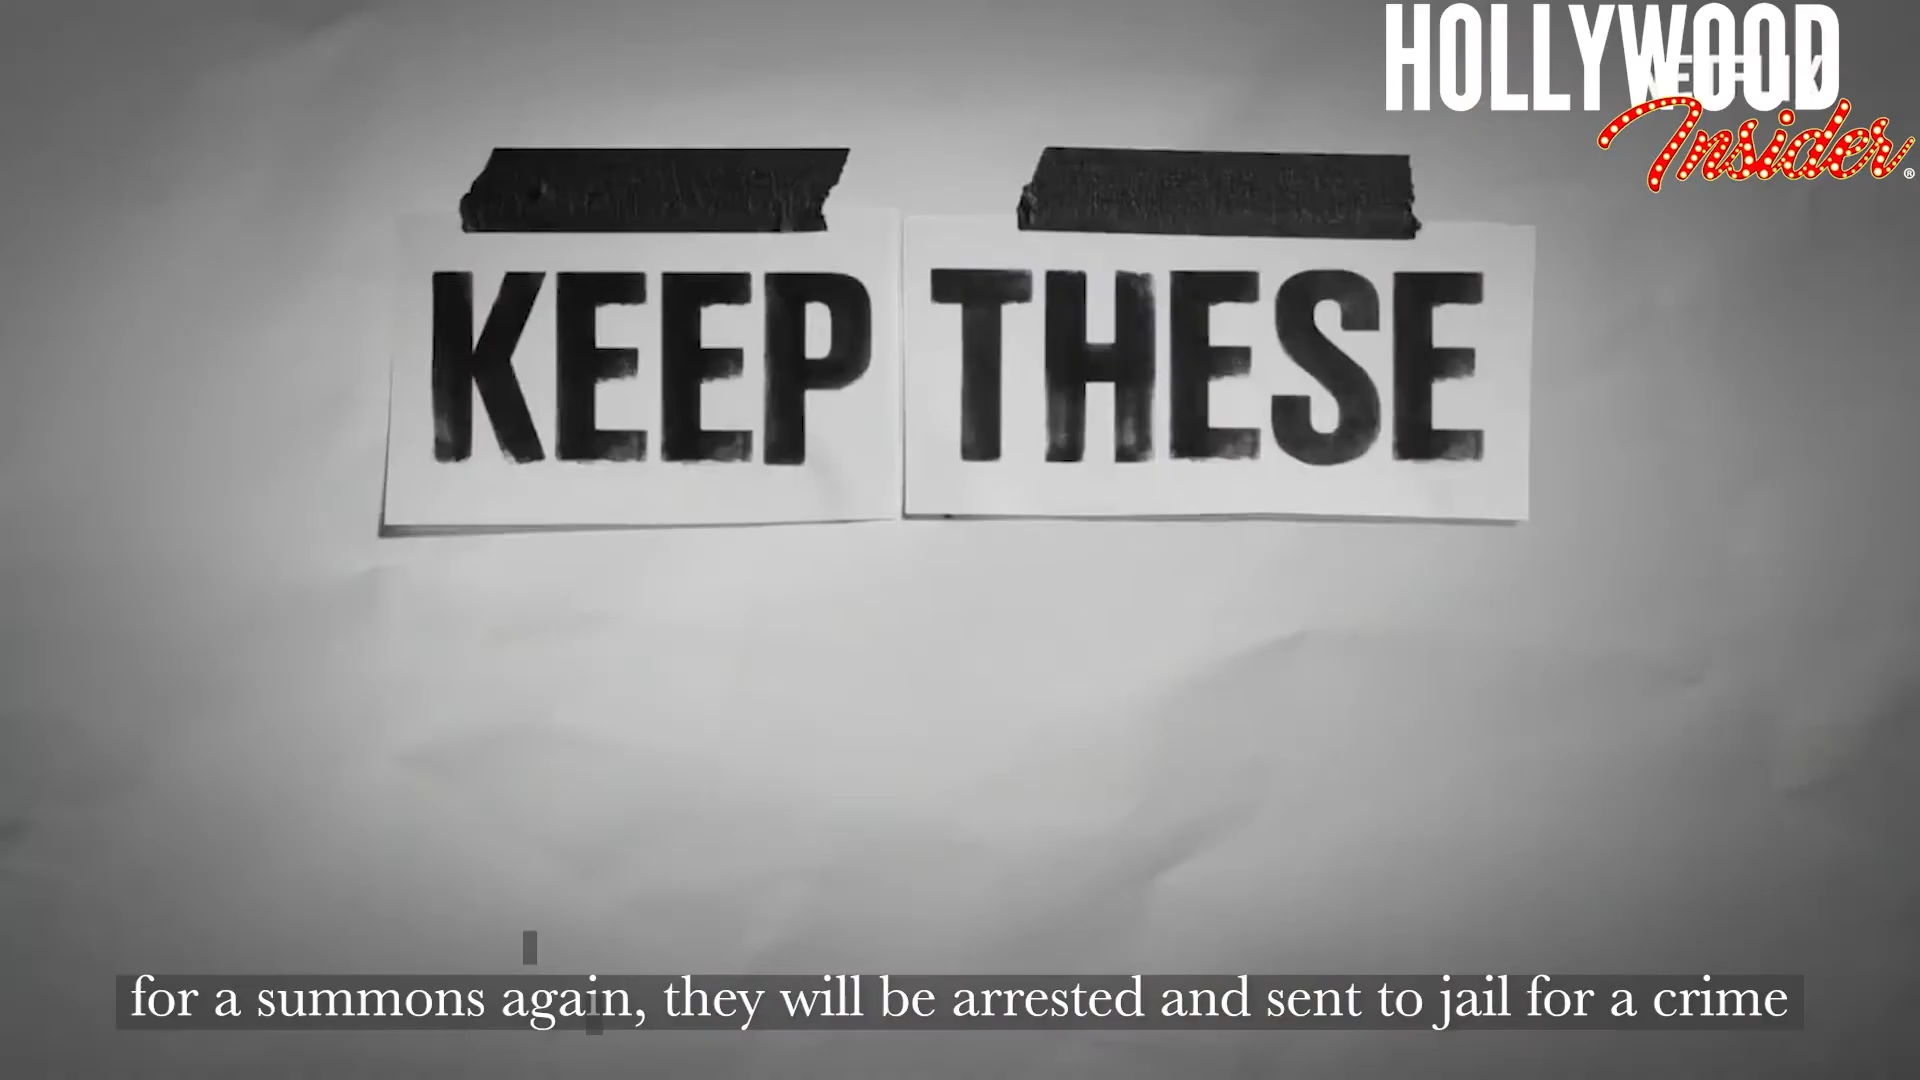 HOLLYWOOD
Insider®
KEEP THESE
for a summons again, they will be arrested and sent to jail for a crime